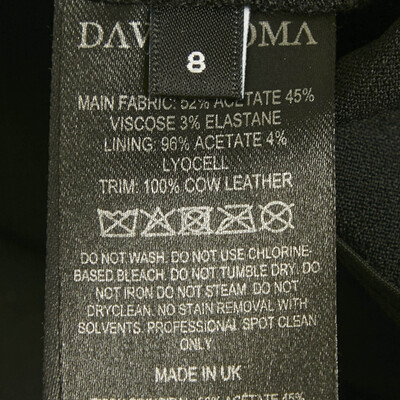 DAV OMA
8
MAIN FABRIC: 52% ACETATE 45%
VISCOSE 3% ELASTANE
LINING: 96% ACETATE 4%
LYOCELL
TRIM: 100% COW LEATHER
DO NOT WASH. DO NOT USE CHLORINE-
BASED BLEACH. DO NOT TUMBLE DRY. DO
NOT IRON DO NOT STEAM. DO NOT
DRYCLEAN. NO STAIN REMOVAL WITH
SOLVENTS. PROFESSIONAL SPOT CLEAN
ONLY.
MADE IN UK
ACÉTATE 45%